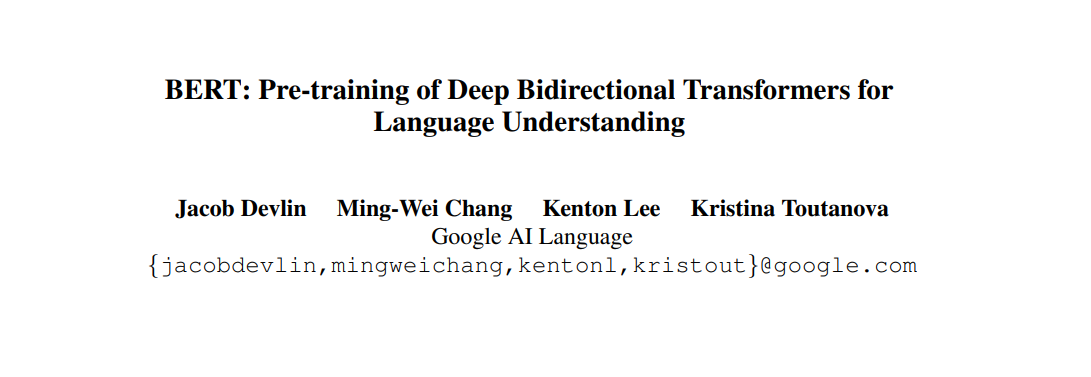 BERT: Pre-training of Deep Bidirectional Transformers for
Language Understanding
Jacob Devlin Ming-Wei Chang Kenton Lee Kristina Toutanova
Google AI Language
{jacobdevlin,mingweichang,kentonl,kristout}@google.com